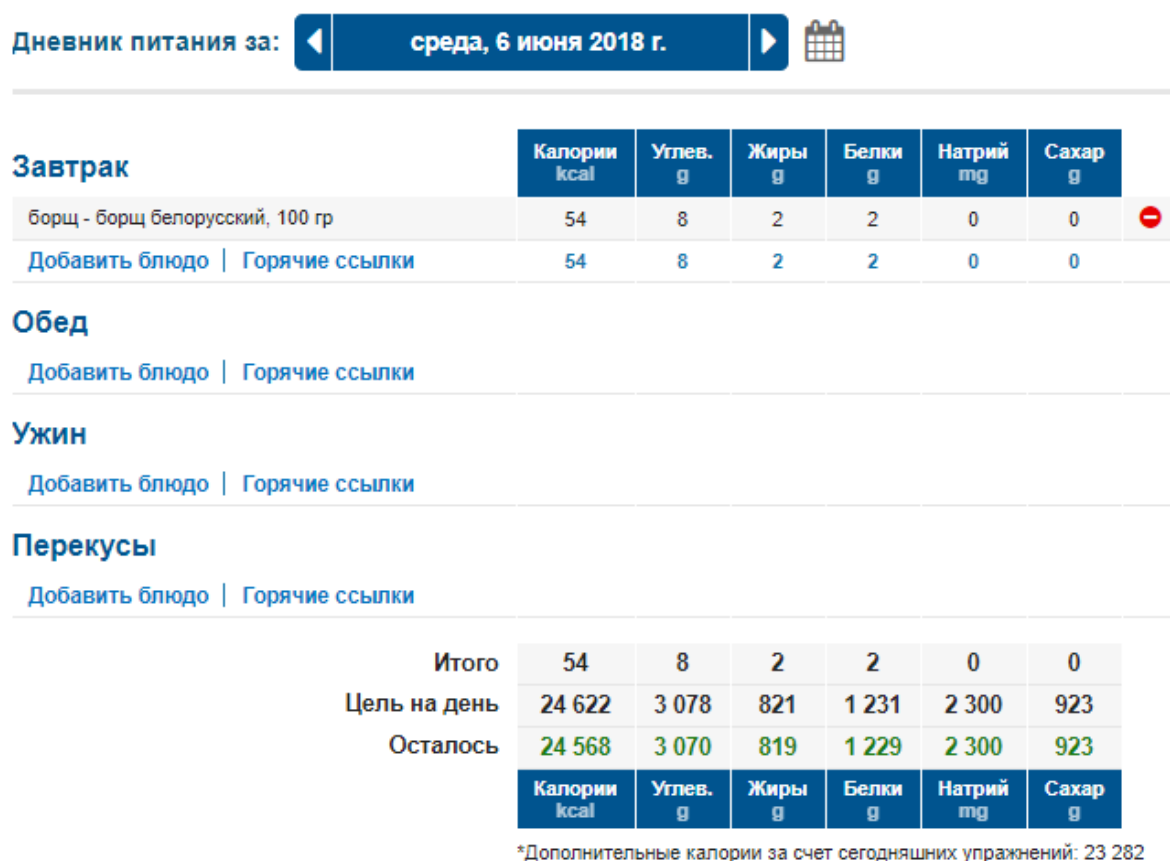 Дневник питания за: среда, 6 июня 2018 г.
Завтрак Калории kcal Углев. g Жиры g Белки g Натрий mg Сахар g
борщ - борщ белорусский, 100 гр 54 8 2 2 0 0
Добавить блюдо | Горячие ссылки 54 8 2 2 0 0
Обед
Добавить блюдо | Горячие ссылки
Ужин
Добавить блюдо | Горячие ссылки
Перекусы
Добавить блюдо | Горячие ссылки
Итого 54 8 2 2 0 0
Цель на день 24 622 3 078 821 1 231 2 300 923
Осталось 24 568 3 070 819 1 229 2 300 923
Калории kcal Углев. g Жиры g Белки g Натрий mg Сахар g
*Дополнительные калории за счет сегодняшних упражнений: 23 282